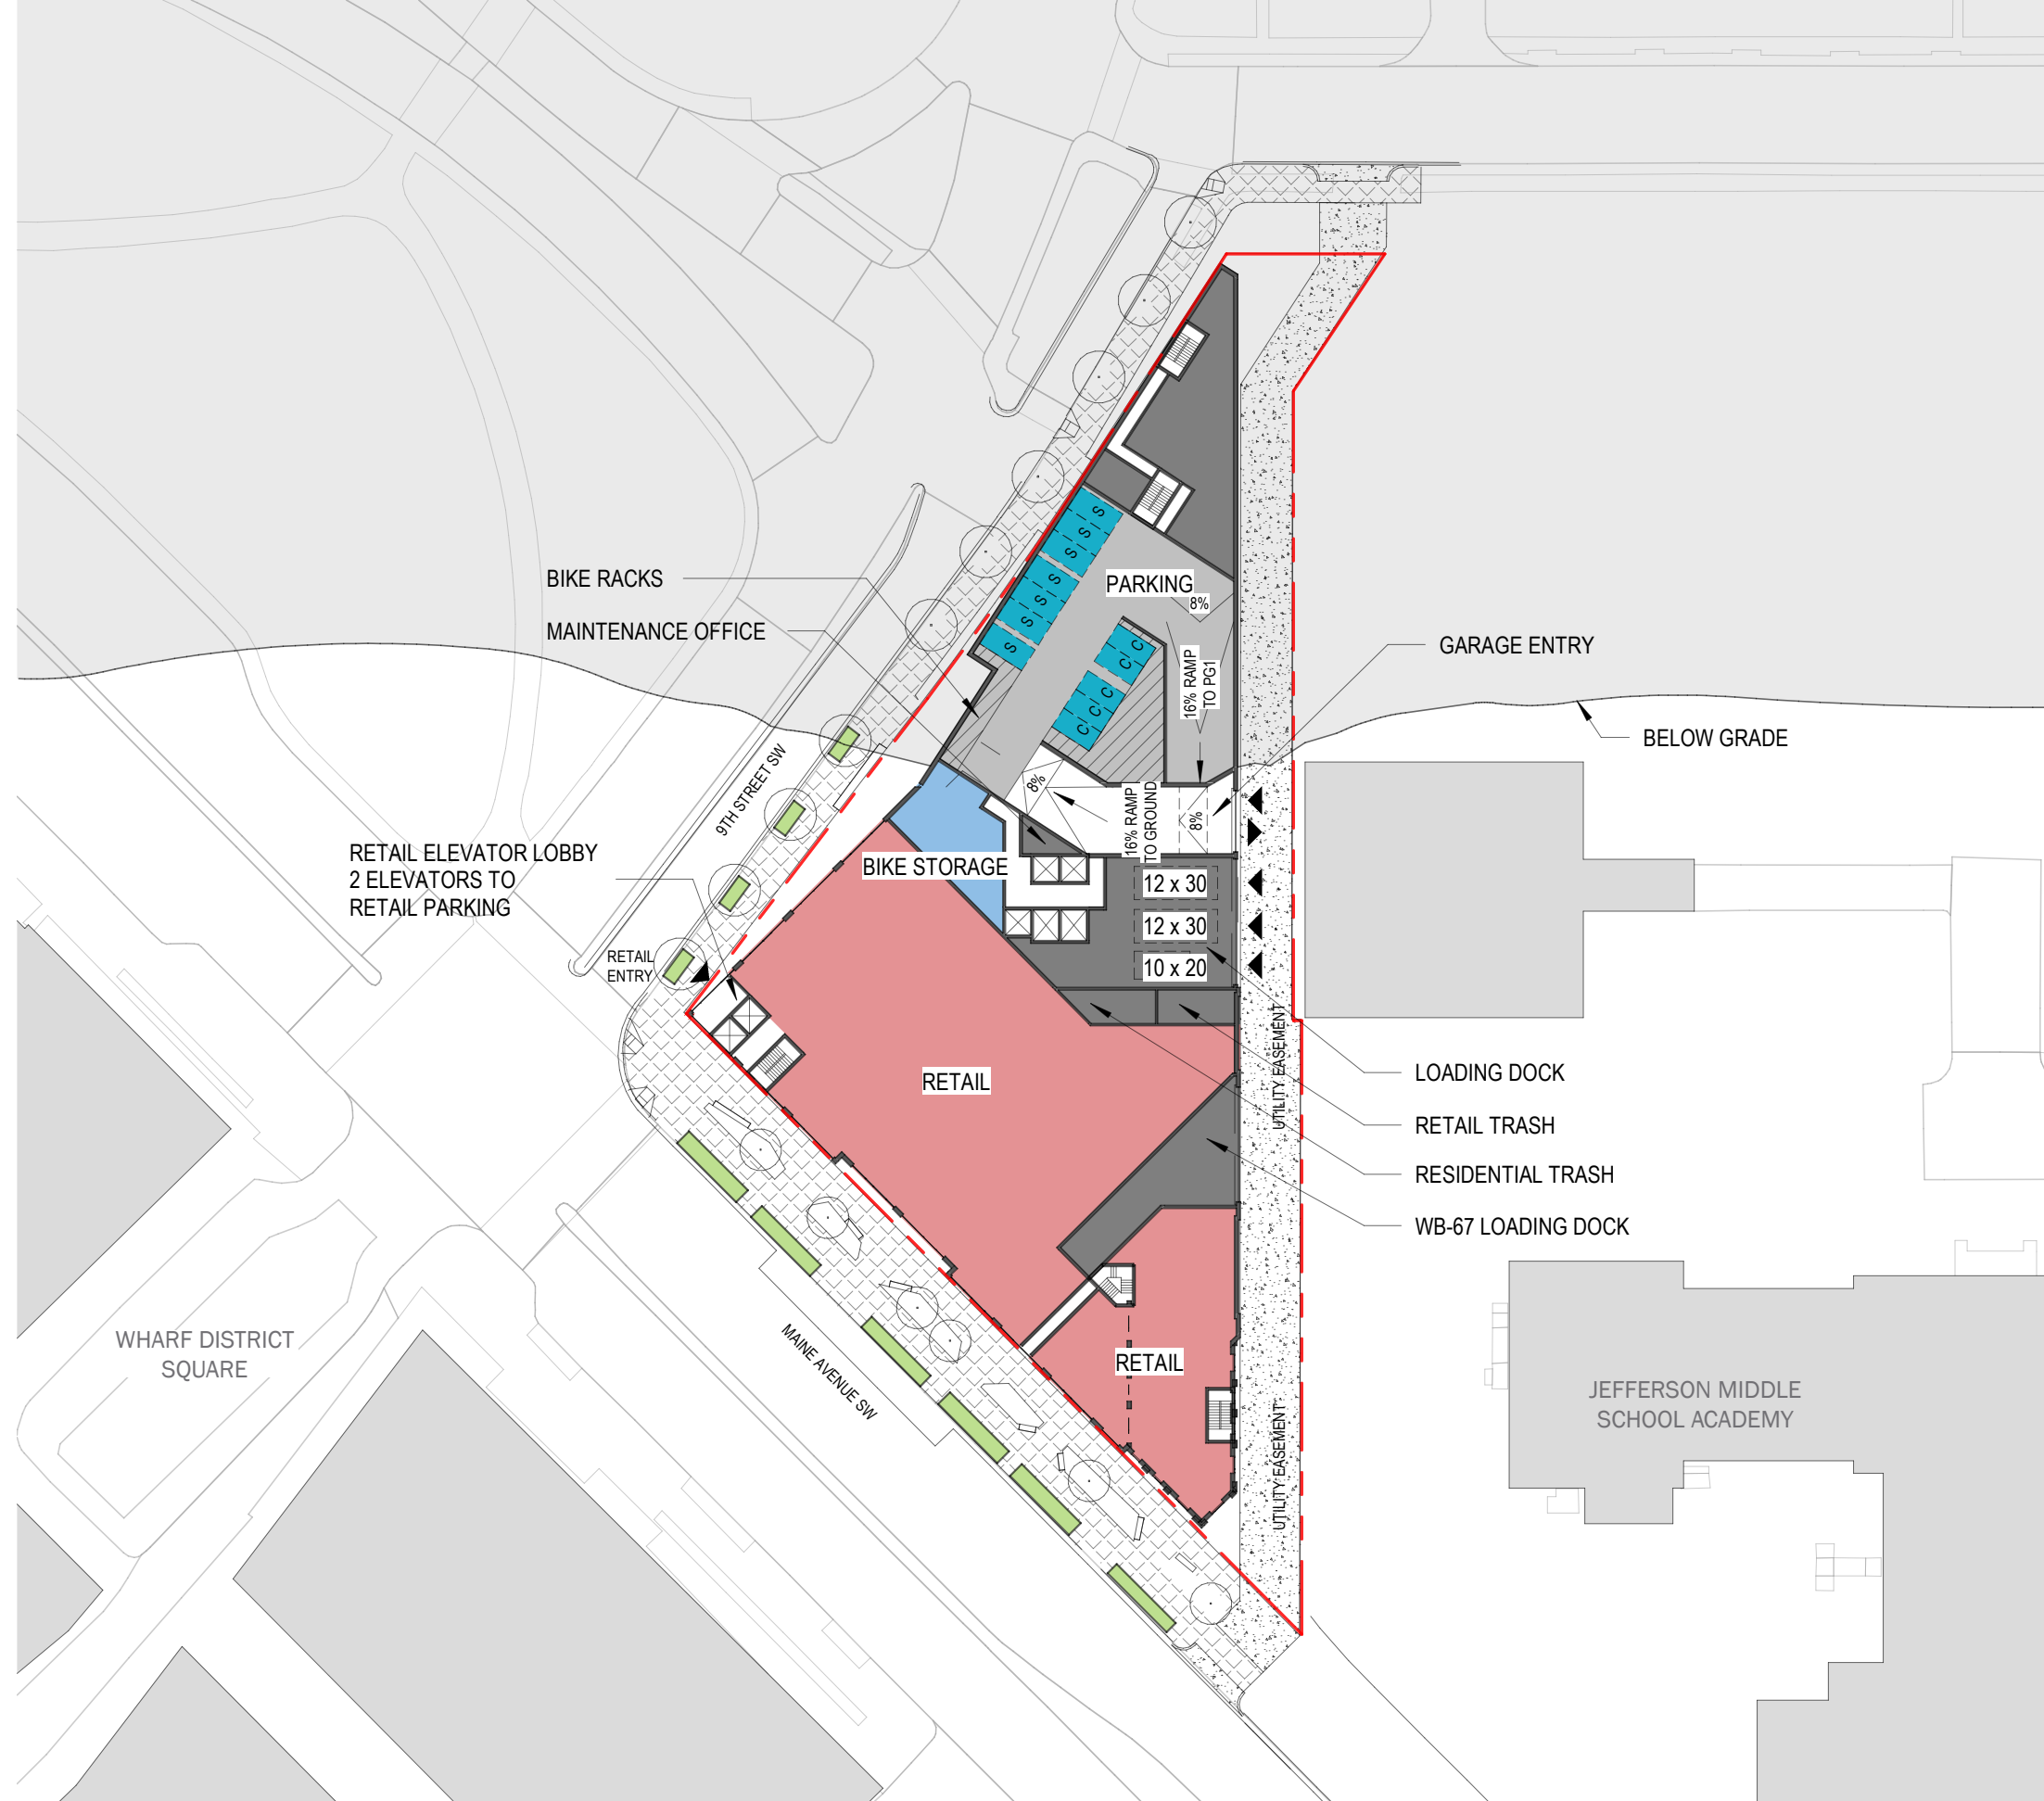 BIKE RACKS
MAINTENANCE OFFICE
S
S
S
S
S
S
S
PARKING
8%
C
C
C
C
C
16% RAMP
TO PG1
GARAGE ENTRY
BELOW GRADE
9TH STREET SW
8%
16% RAMP
TO GROUND
8%
RETAIL ELEVATOR LOBBY
2 ELEVATORS TO
RETAIL PARKING
BIKE STORAGE
12 x 30
12 x 30
10 x 20
RETAIL
ENTRY
UTILITY EASEMENT
RETAIL
LOADING DOCK
RETAIL TRASH
RESIDENTIAL TRASH
WB-67 LOADING DOCK
WHARF DISTRICT
SQUARE
MAINE AVENUE SW
RETAIL
UTILITY EASEMENT
JEFFERSON MIDDLE
SCHOOL ACADEMY